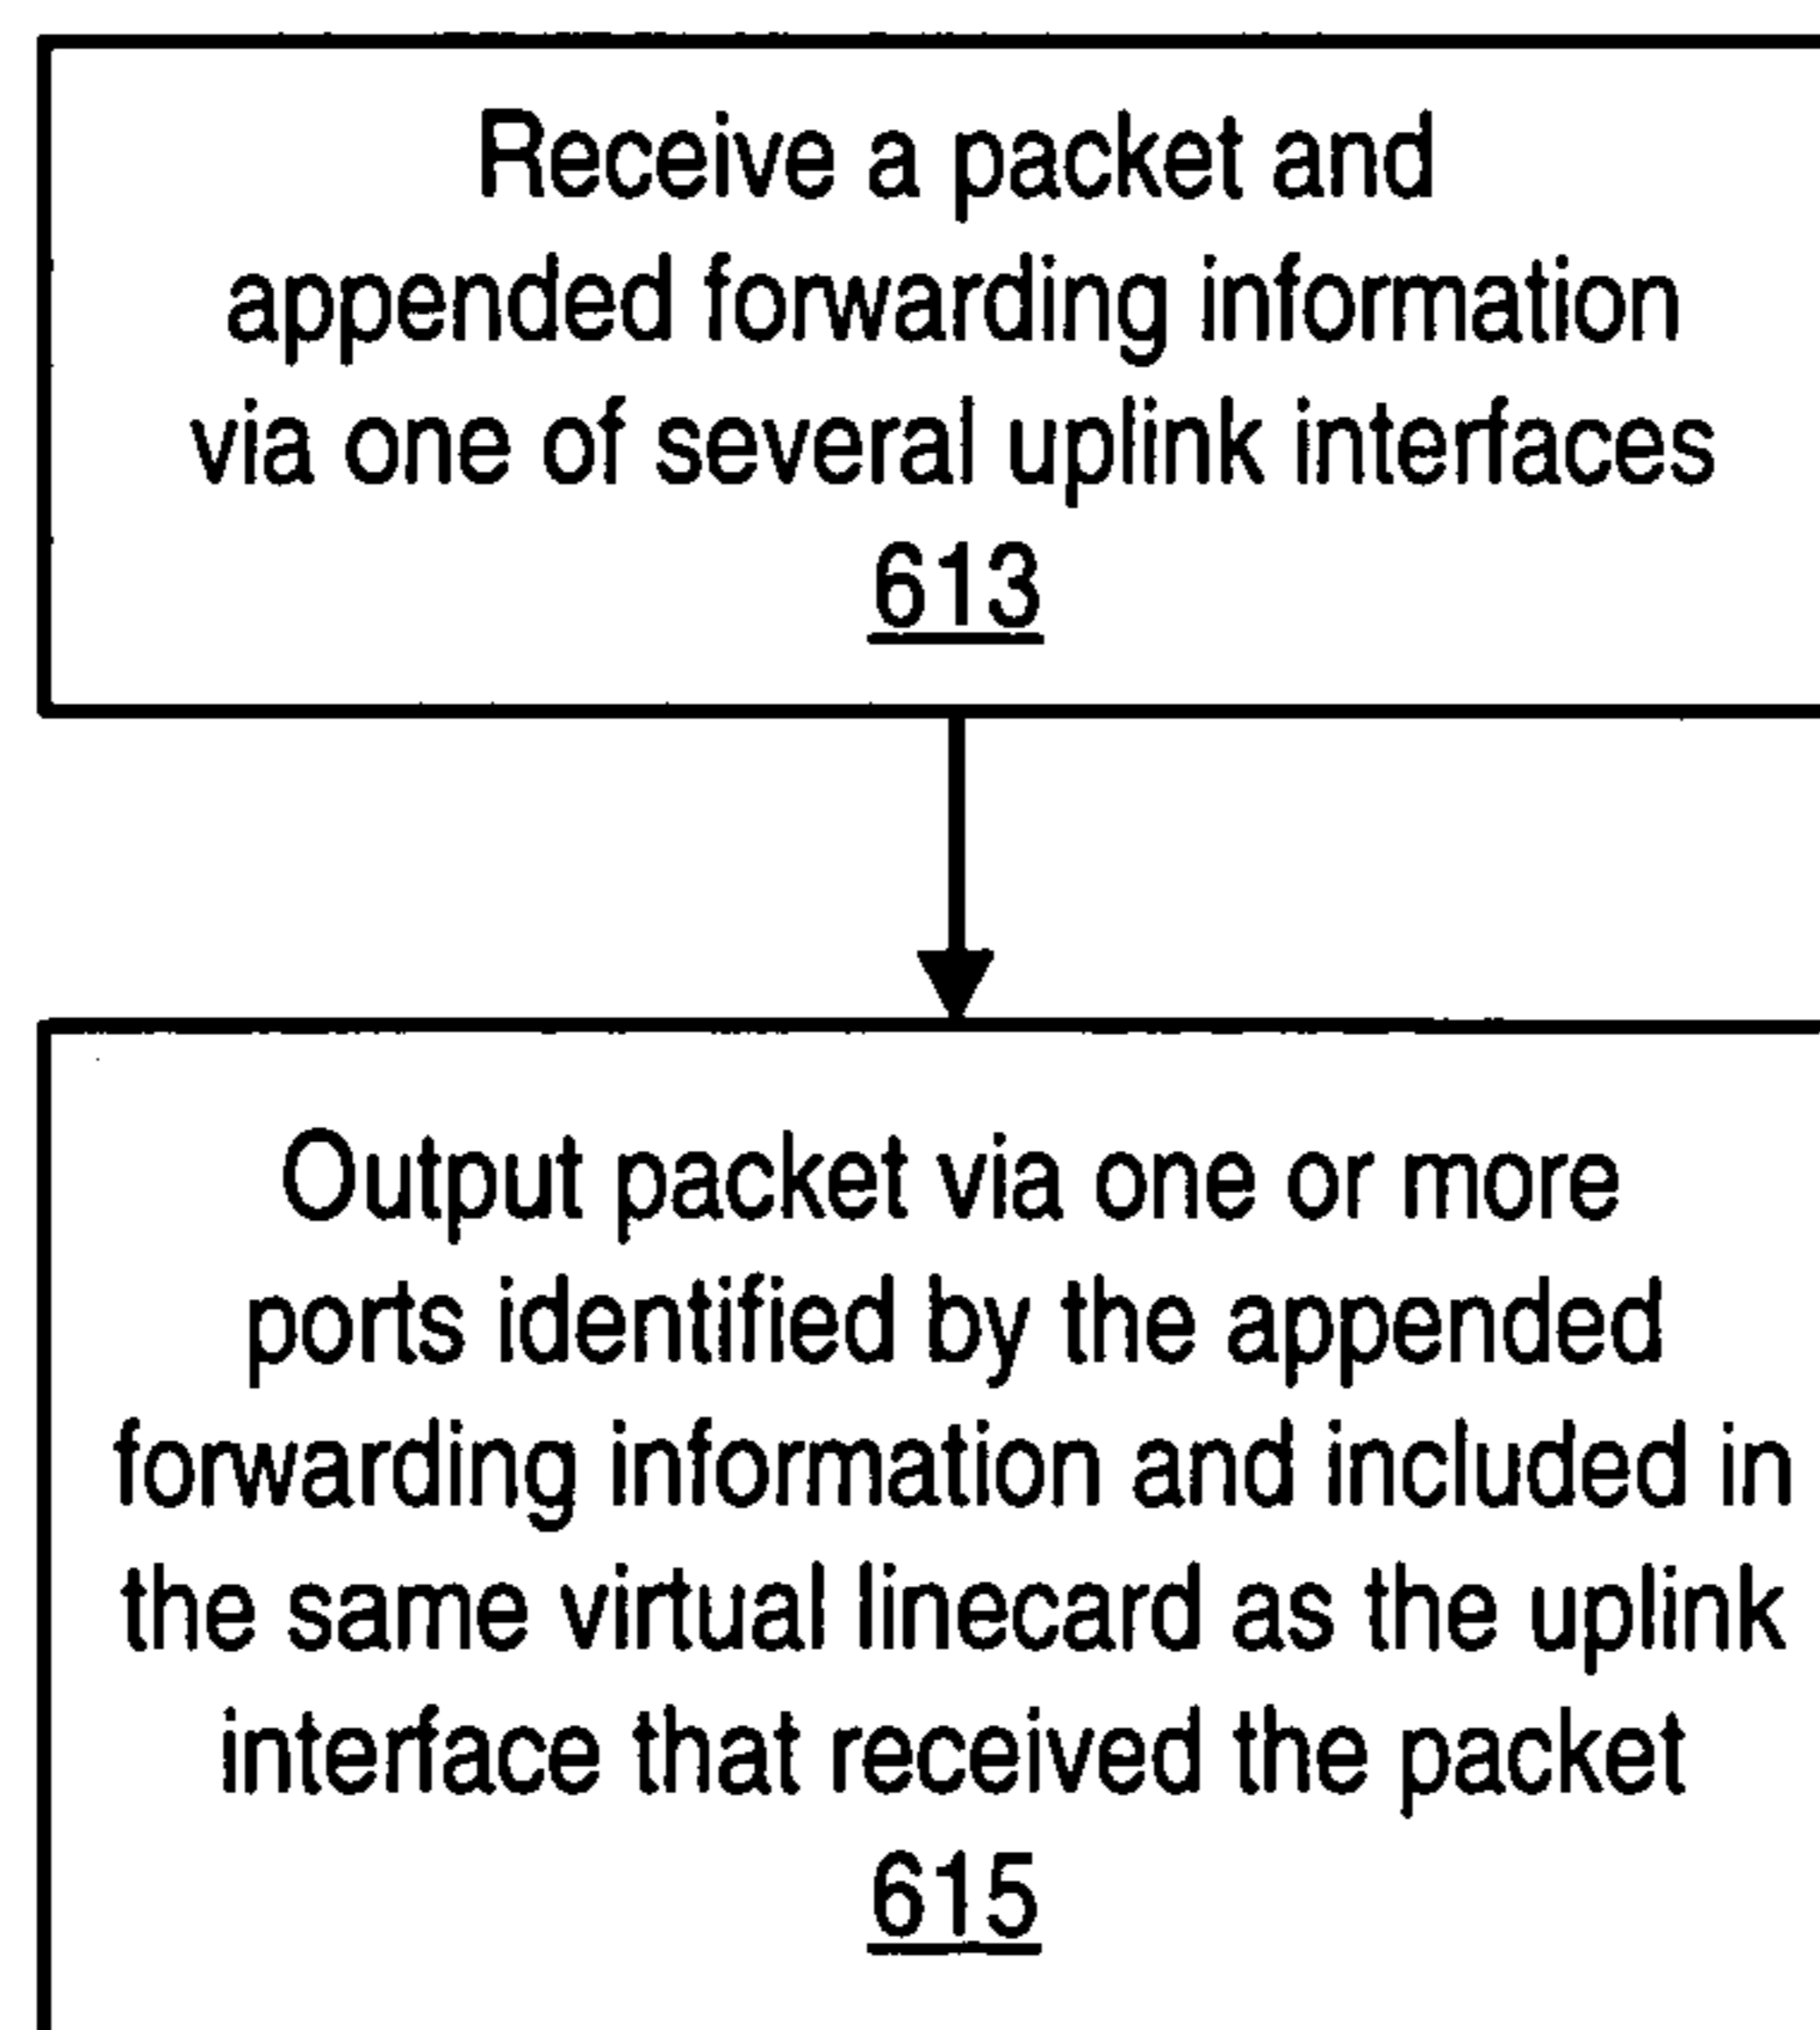 Receive a packet and
appended forwarding information
via one of several uplink interfaces
613
Output packet via one or more
ports identified by the appended
forwarding information and included in
the same virtual linecard as the uplink
interface that received the packet
615